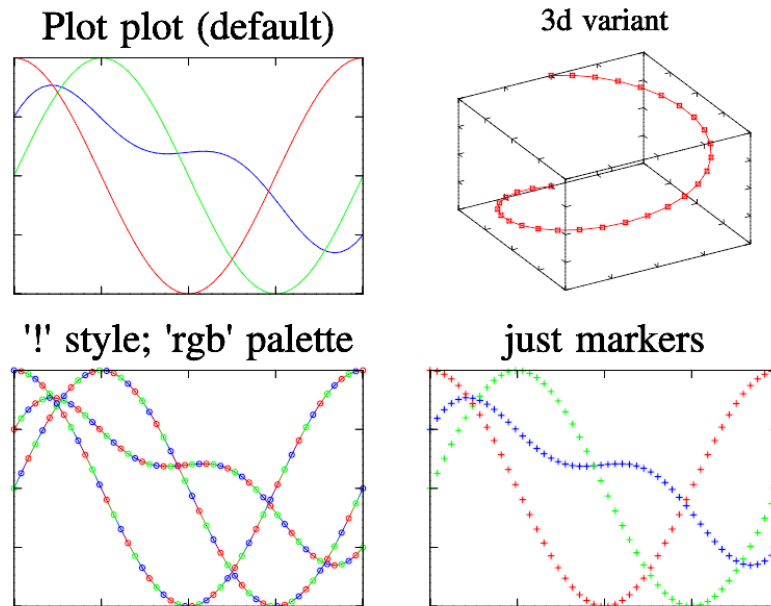 Plot plot (default)
3d variant
'!' style; 'rgb' palette
just markers